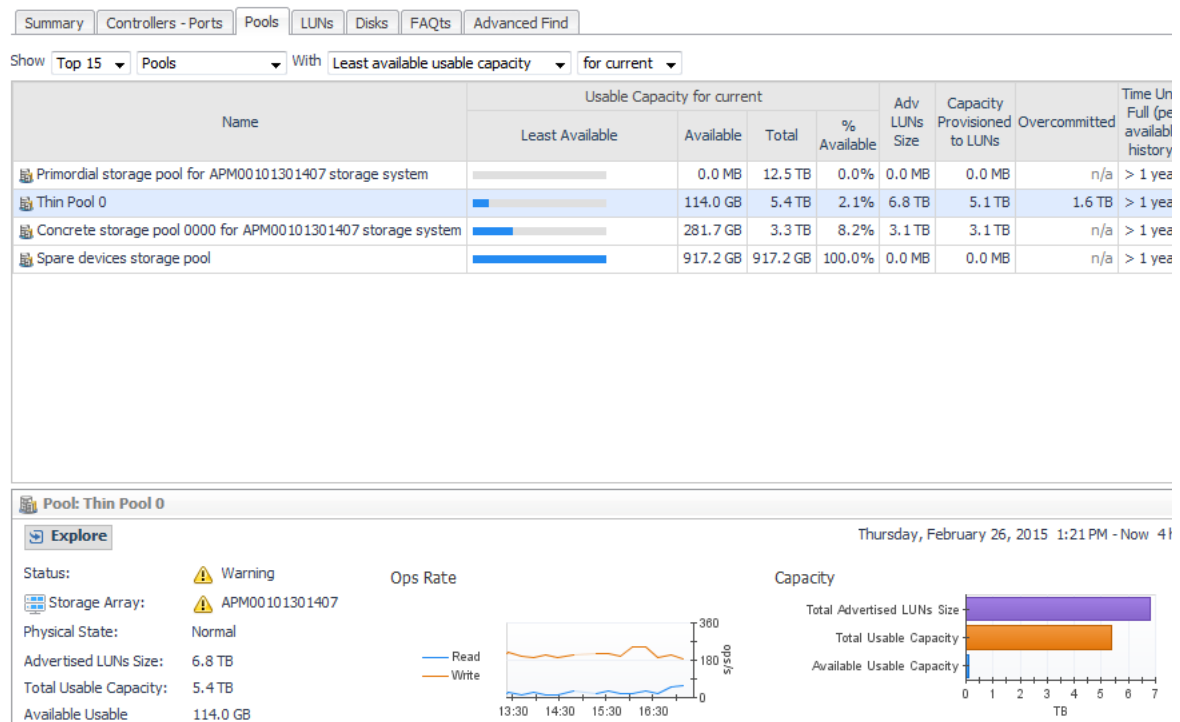 Summary Controllers - Ports Pools LUNs Disks FAQts Advanced Find
Show Top 15 Pools With Least available usable capacity for current
Name
Usable Capacity for current
Least Available
Available
Total
%
Available
Adv
LUNs
Size
Capacity
Provisioned
to LUNs
Overcommitted
Time Un
Full (pe
availabl
history
Primordial storage pool for APM00101301407 storage system 0.0 MB 12.5 TB 0.0% 0.0 MB 0.0 MB n/a > 1 yea
Thin Pool 0 114.0 GB 5.4 TB 2.1% 6.8 TB 5.1 TB 1.6 TB > 1 yea
Concrete storage pool 0000 for APM00101301407 storage system 281.7 GB 3.3 TB 8.2% 3.1 TB 3.1 TB n/a > 1 yea
Spare devices storage pool 917.2 GB 917.2 GB 100.0% 0.0 MB 0.0 MB n/a > 1 yea
Pool: Thin Pool 0
Explore
Thursday, February 26, 2015 1:21 PM - Now 4
Status: Warning
Storage Array: APM00101301407
Physical State: Normal
Advertised LUNs Size: 6.8 TB
Total Usable Capacity: 5.4 TB
Available Usable 114.0 GB
Ops Rate
Read
Write
360
180
0
ops/s
13:30 14:30 15:30 16:30
Capacity
Total Advertised LUNs Size
Total Usable Capacity
Available Usable Capacity
0 1 2 3 4 5 6 7
TB